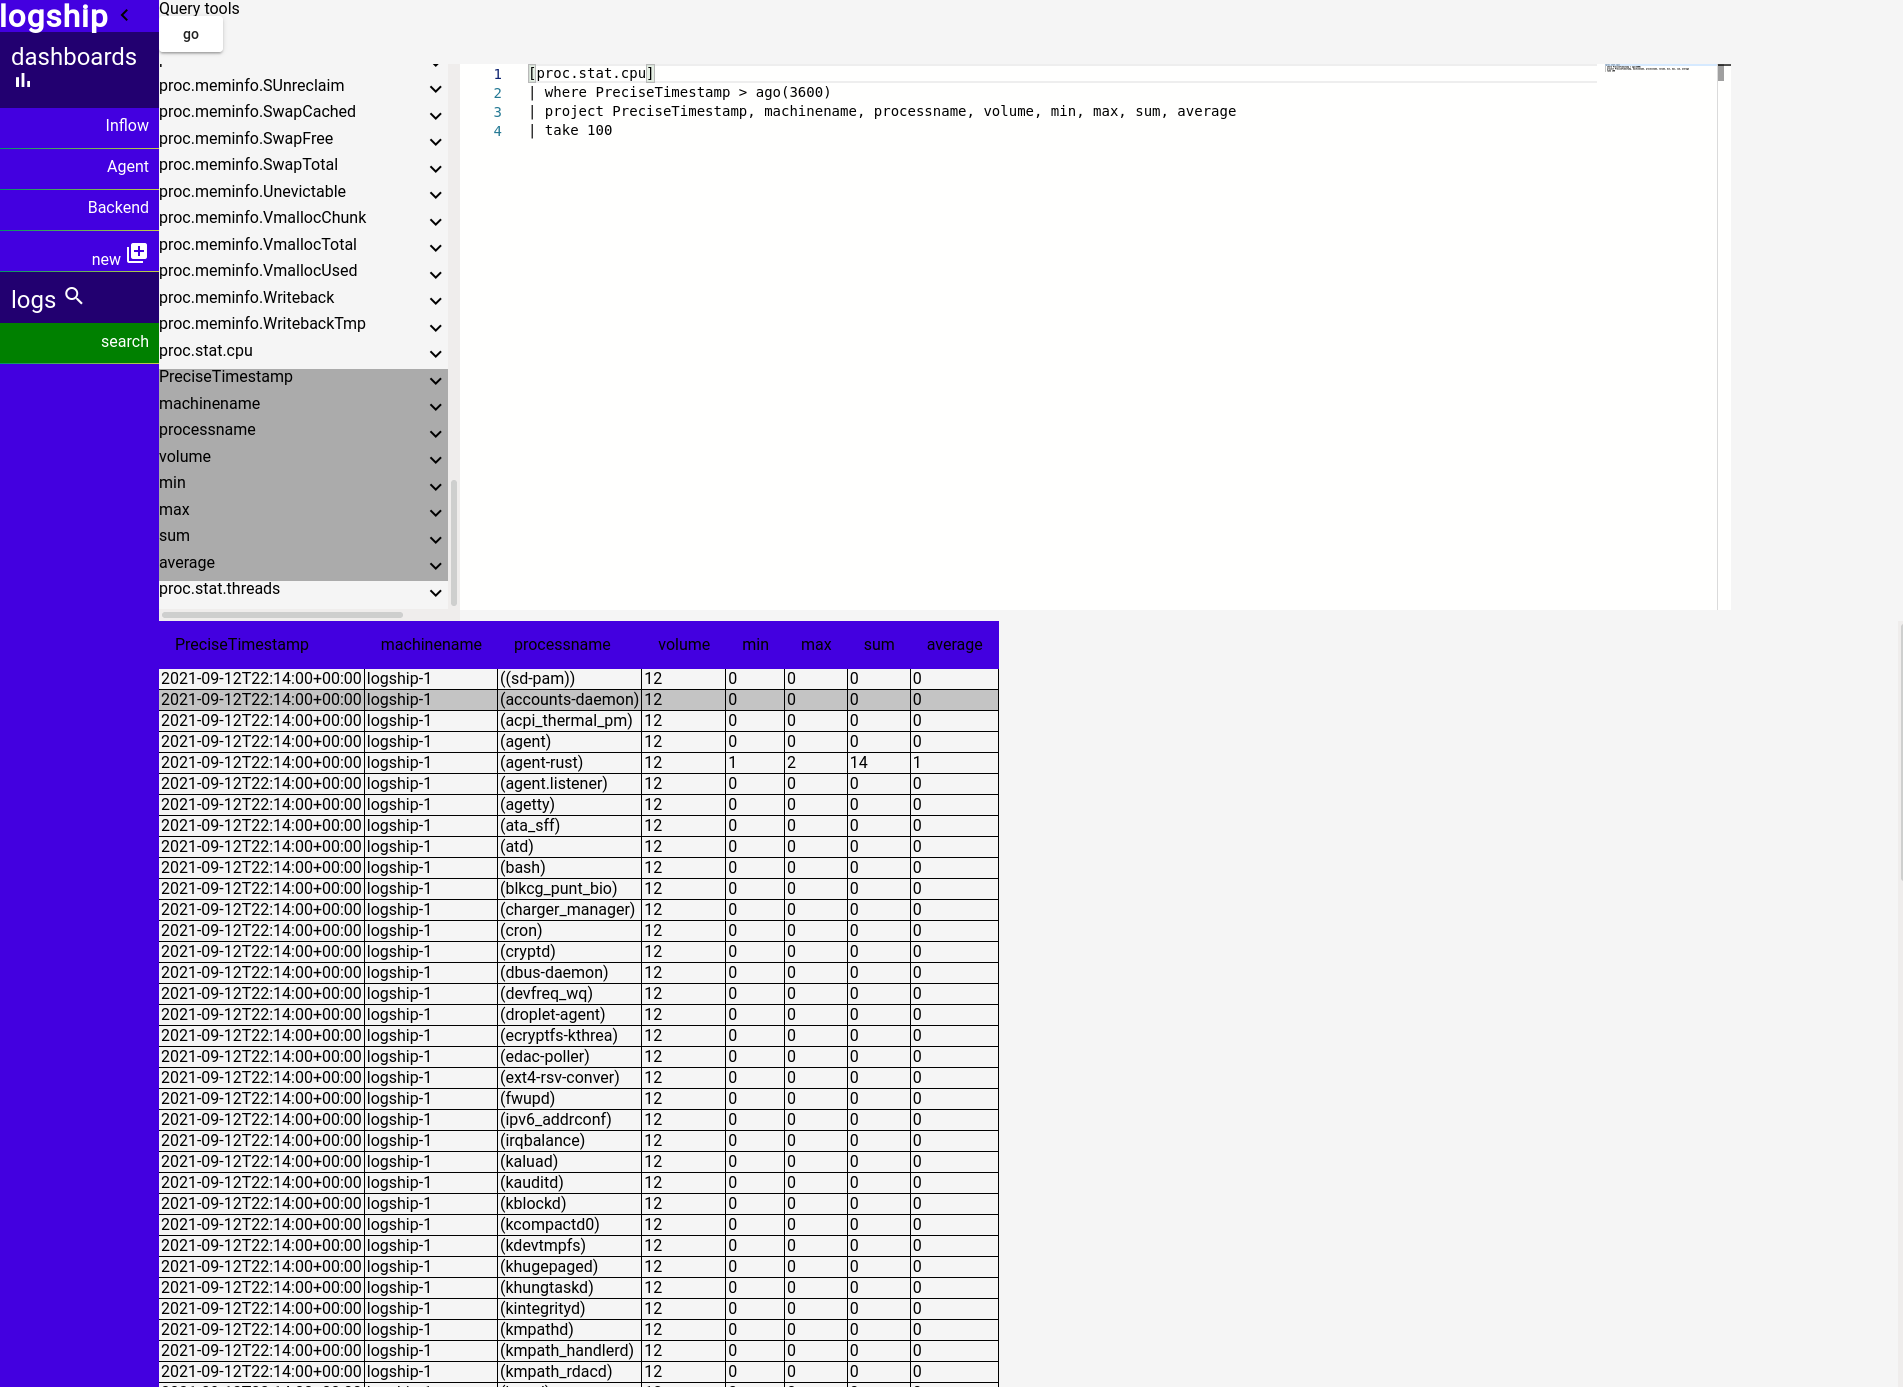 logship
dashboards
Inflow
Agent
Backend
new
logs
search
Query tools
go
proc.meminfo.SUnreclaim
proc.meminfo.SwapCached
proc.meminfo.SwapFree
proc.meminfo.SwapTotal
proc.meminfo.Unevictable
proc.meminfo.VmallocChunk
proc.meminfo.VmallocTotal
proc.meminfo.VmallocUsed
proc.meminfo.Writeback
proc.meminfo.WritebackTmp
proc.stat.cpu
PreciseTimestamp
machinename
processname
volume
min
max
sum
average
proc.stat.threads
1 [proc.stat.cpu]
2 | where PreciseTimestamp > ago(3600)
3 | project PreciseTimestamp, machinename, processname, volume, min, max, sum, average
4 | take 100
PreciseTimestamp machinename processname volume min max sum average
2021-09-12T22:14:00+00:00 logship-1 ((sd-pam)) 12 0 0 0 0
2021-09-12T22:14:00+00:00 logship-1 (accounts-daemon) 12 0 0 0 0
2021-09-12T22:14:00+00:00 logship-1 (acpi_thermal_pm) 12 0 0 0 0
2021-09-12T22:14:00+00:00 logship-1 (agent) 12 0 0 0 0
2021-09-12T22:14:00+00:00 logship-1 (agent-rust) 12 1 2 14 1
2021-09-12T22:14:00+00:00 logship-1 (agent.listener) 12 0 0 0 0
2021-09-12T22:14:00+00:00 logship-1 (agetty) 12 0 0 0 0
2021-09-12T22:14:00+00:00 logship-1 (ata_sff) 12 0 0 0 0
2021-09-12T22:14:00+00:00 logship-1 (atd) 12 0 0 0 0
2021-09-12T22:14:00+00:00 logship-1 (bash) 12 0 0 0 0
2021-09-12T22:14:00+00:00 logship-1 (blkcg_punt_bio) 12 0 0 0 0
2021-09-12T22:14:00+00:00 logship-1 (charger_manager) 12 0 0 0 0
2021-09-12T22:14:00+00:00 logship-1 (cron) 12 0 0 0 0
2021-09-12T22:14:00+00:00 logship-1 (cryptd) 12 0 0 0 0
2021-09-12T22:14:00+00:00 logship-1 (dbus-daemon) 12 0 0 0 0
2021-09-12T22:14:00+00:00 logship-1 (devfreq_wq) 12 0 0 0 0
2021-09-12T22:14:00+00:00 logship-1 (droplet-agent) 12 0 0 0 0
2021-09-12T22:14:00+00:00 logship-1 (ecryptfs-kthrea) 12 0 0 0 0
2021-09-12T22:14:00+00:00 logship-1 (edac-poller) 12 0 0 0 0
2021-09-12T22:14:00+00:00 logship-1 (ext4-rsv-conver) 12 0 0 0 0
2021-09-12T22:14:00+00:00 logship-1 (fwupd) 12 0 0 0 0
2021-09-12T22:14:00+00:00 logship-1 (ipv6_addrconf) 12 0 0 0 0
2021-09-12T22:14:00+00:00 logship-1 (irqbalance) 12 0 0 0 0
2021-09-12T22:14:00+00:00 logship-1 (kaluad) 12 0 0 0 0
2021-09-12T22:14:00+00:00 logship-1 (kauditd) 12 0 0 0 0
2021-09-12T22:14:00+00:00 logship-1 (kblockd) 12 0 0 0 0
2021-09-12T22:14:00+00:00 logship-1 (kcompactd0) 12 0 0 0 0
2021-09-12T22:14:00+00:00 logship-1 (kdevtmpfs) 12 0 0 0 0
2021-09-12T22:14:00+00:00 logship-1 (khugepaged) 12 0 0 0 0
2021-09-12T22:14:00+00:00 logship-1 (khungtaskd) 12 0 0 0 0
2021-09-12T22:14:00+00:00 logship-1 (kintegrityd) 12 0 0 0 0
2021-09-12T22:14:00+00:00 logship-1 (kmpathd) 12 0 0 0 0
2021-09-12T22:14:00+00:00 logship-1 (kmpath_handlerd) 12 0 0 0 0
2021-09-12T22:14:00+00:00 logship-1 (kmpath_rdacd) 12 0 0 0 0